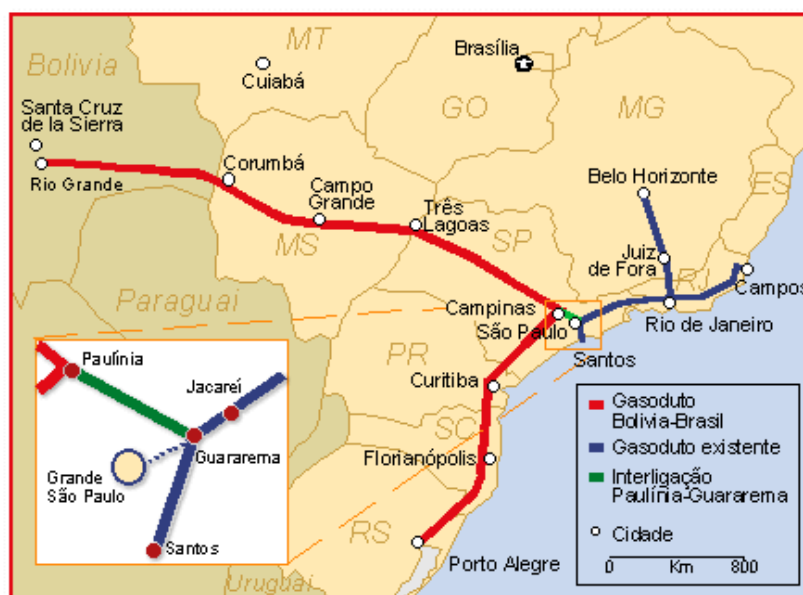 MT
Brasília
Bolivia
Cuiabá
GO
MG
Santa Cruz
de la Sierra
Rio Grande
Corumbá
Campo
Grande
Três
Lagoas
MS
SP
Belo Horizonte
ES
Juiz
de Fora
RJ
Campos
Paraguai
Campinas
São Paulo
Rio de Janeiro
Santos
PR
Curitiba
SC
Florianópolis
RS
Porto Alegre
Uruguai
Paulínia
Jacareí
Guararema
Grande
São Paulo
Santos
Gasoduto
Bolivia-Brasil
Gasoduto existente
Interligação
Paulínia-Guararema
Cidade
0 Km 800